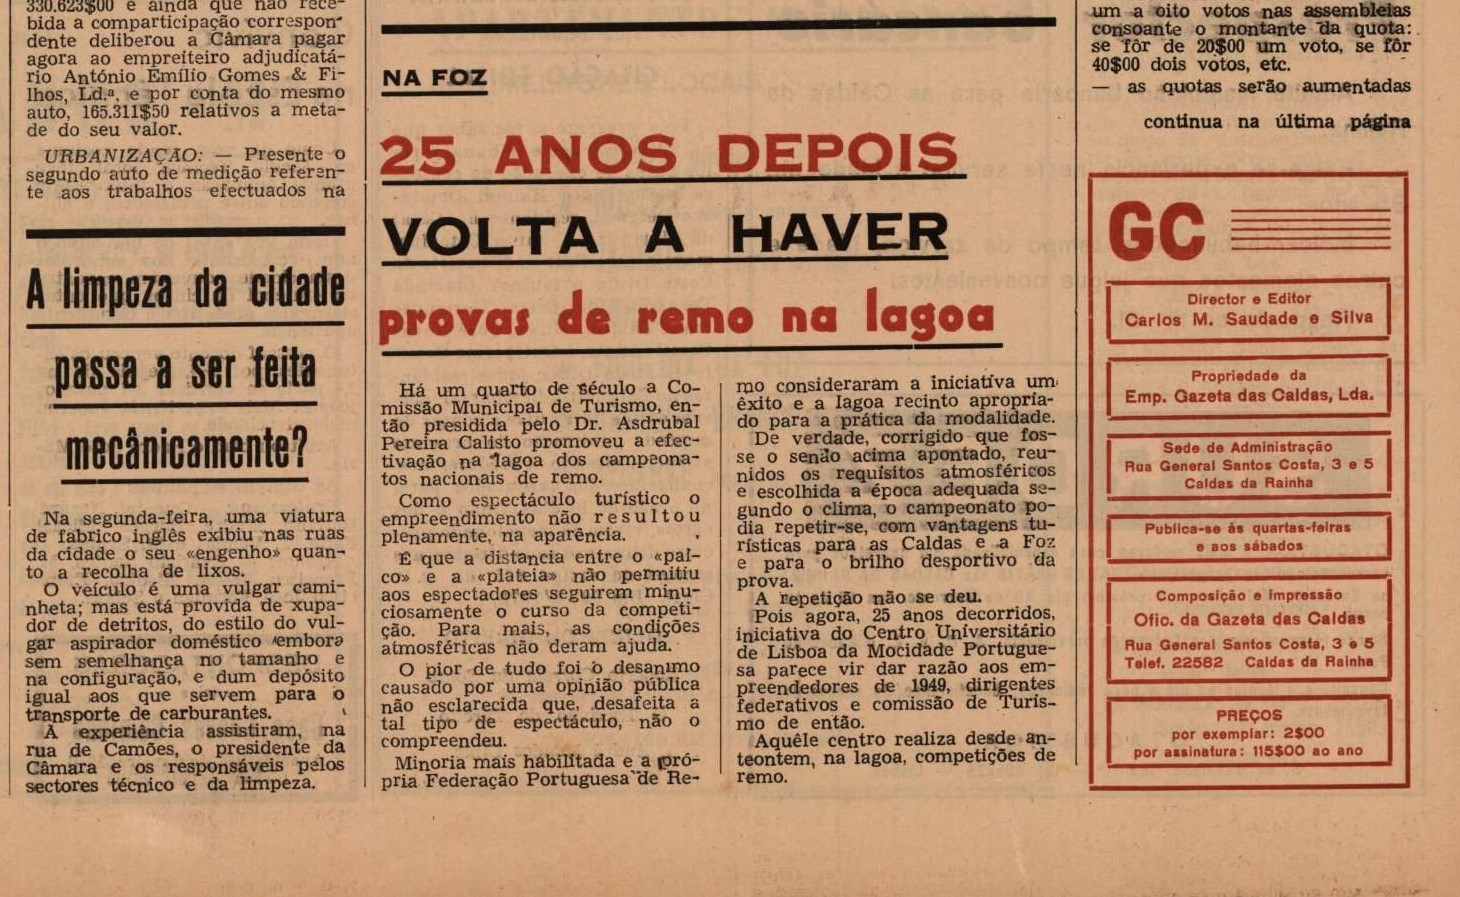 330.623$00 e ainda que não rece-
bida a comparticipação correspon-
dente deliberou a Câmara pagar
agora ao empreiteiro adjudicatá-
rio António Emílio Gomes & Fi-
lhos, Ld.ª, e por conta do mesmo
auto, 165.311$50 relativos a meta-
de do seu valor.
URBANIZAÇÃO: — Presente o
segundo auto de medição referen-
te aos trabalhos efectuados na
A limpeza da cidade
passa a ser feita
mecânicamente?
Na segunda-feira, uma viatura
de fabrico inglês exibiu nas ruas
da cidade o seu «engenho» quan-
to a recolha de lixos.
O veículo é uma vulgar cami-
nheta; mas está provida de xupa-
dor de detritos, do estilo do vul-
gar aspirador doméstico embora
sem semelhança no tamanho e
na configuração, e dum depósito
igual aos que servem para o
transporte de carburantes.
À experiência assistiram, na
rua de Camões, o presidente da
Câmara e os responsáveis pelos
sectores técnico e da limpeza.
NA FOZ
25 ANOS DEPOIS
VOLTA A HAVER
provas de remo na lagoa
Há um quarto de século a Co-
missão Municipal de Turismo, en-
tão presidida pelo Dr. Asdrubal
Pereira Calisto promoveu a efec-
tivação na lagoa dos campeona-
tos nacionais de remo.
Como espectáculo turístico o
empreendimento não resultou
plenamente, na aparência.
É que a distancia entre o «pal-
co» e a «plateia» não permitiu
aos espectadores seguirem minu-
ciosamente o curso da competi-
ção. Para mais, as condições
atmosféricas não deram ajuda.
O pior de tudo foi o desanimo
causado por uma opinião pública
não esclarecida que, desafeita a
tal tipo de espectáculo, não o
compreendeu.
Minoria mais habilitada e a pró-
pria Federação Portuguesa de Re-
mo consideraram a iniciativa um
êxito e a lagoa recinto apropria-
do para a prática da modalidade.
De verdade, corrigido que fos-
se o senão acima apontado, reu-
nidos os requísitos atmosféricos
e escolhida a época adequada se-
gundo o clima, o campeonato po-
dia repetir-se, com vantagens tu-
rísticas para as Caldas e a Foz
e para o brilho desportivo da
prova.
A repetição não se deu.
Pois agora, 25 anos decorridos,
iniciativa do Centro Universitário
de Lisboa da Mocidade Portugue-
sa parece vir dar razão aos em-
preendedores de 1949, dirigentes
federativos e comissão de Turis-
mo de então.
Aquêle centro realiza desde an-
teontem, na lagoa, competições de
remo.
um a oito votos nas assembleias
consoante o montante da quota:
se fôr de 20$00 um voto, se fôr
40$00 dois votos, etc.
— as quotas serão aumentadas
continua na última página
GC
Director e Editor
Carlos M. Saudade e Silva
Propriedade da
Emp. Gazeta das Caldas, Lda.
Sede de Administração
Rua General Santos Costa, 3 e 5
Caldas da Rainha
Publica-se às quartas-feiras
e aos sábados
Composição e impressão
Ofic. da Gazeta das Caldas
Rua General Santos Costa, 3 e 5
Telef. 22582 Caldas da Rainha
PREÇOS
por exemplar: 2$00
por assinatura: 115$00 ao ano